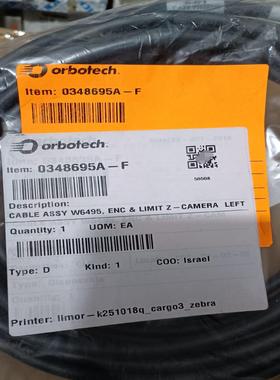 orbotech.
Item: 0348695A-F
orbotech.
Item: 0348695A-F
50008
Description:
CABLE ASSY W6495, ENC & LIMIT Z-CAMERA LEFT
Quantity: 1 UOM: EA
Type: D Kind: 1 COO: Israel
Printer: limor-k251018q_cargo3_zebra